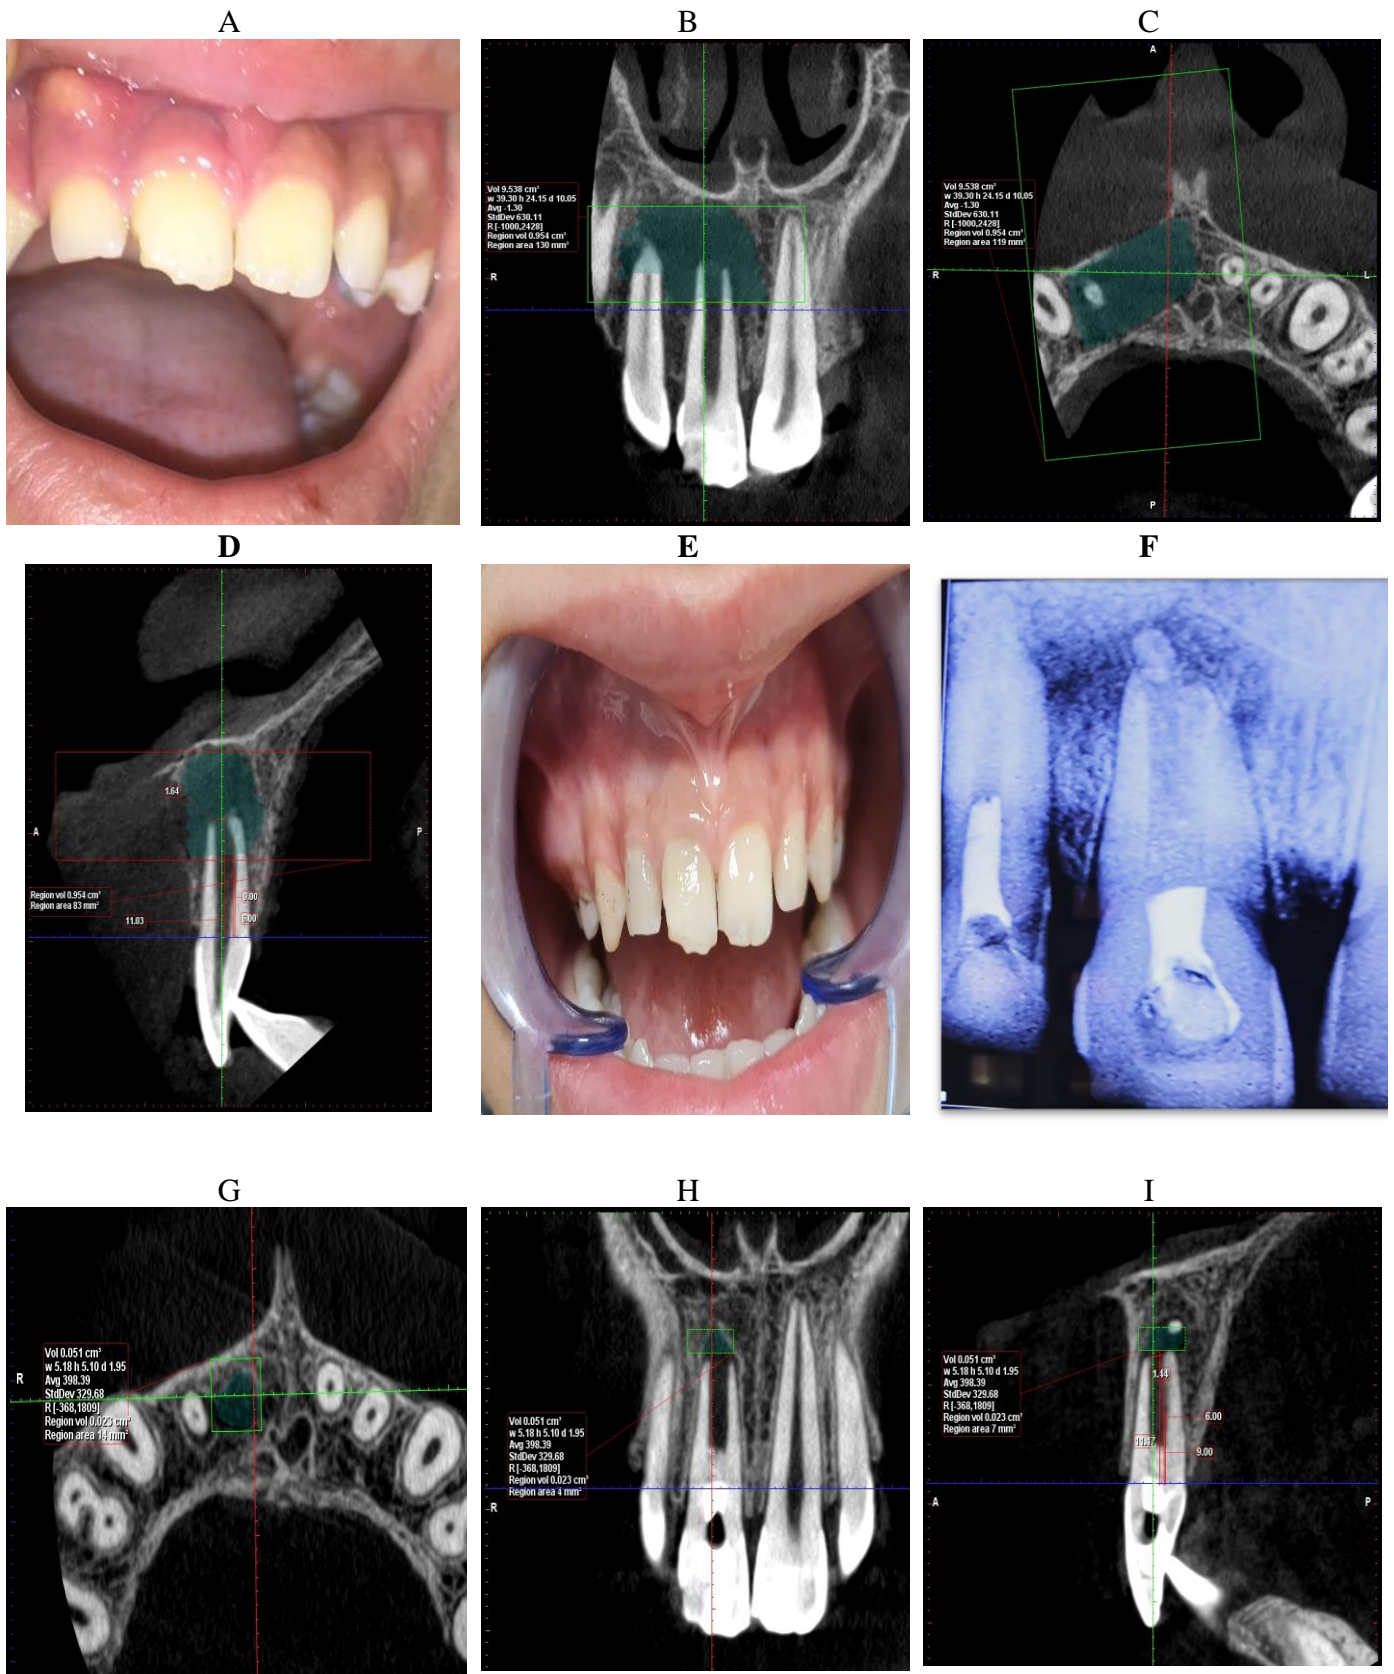 A
B
C
Vol 9.538 cm³
w 39.30 h 24.15 d 10.05
Avg -1.30
StdDev 630.11
R [-1000,2428]
Region vol 0.954 cm³
Region area 130 mm²
R
A
Vol 9.538 cm³
w 39.30 h 24.15 d 10.05
Avg -1.30
StdDev 630.11
R [-1000,2428]
Region vol 0.954 cm³
Region area 119 mm²
R
L
P
D
E
F
1.64
A
P
Region vol 0.954 cm³
Region area 83 mm²
11.03
9.00
6.00
G
H
I
R
Vol 0.051 cm³
w 5.18 h 5.10 d 1.95
Avg 398.39
StdDev 329.68
R [-368,1809]
Region vol 0.023 cm³
Region area 14 mm²
Vol 0.051 cm³
w 5.18 h 5.10 d 1.95
Avg 398.39
StdDev 329.68
R [-368,1809]
Region vol 0.023 cm³
Region area 4 mm²
R
Vol 0.051 cm³
w 5.18 h 5.10 d 1.95
Avg 398.39
StdDev 329.68
R [-368,1809]
Region vol 0.023 cm³
Region area 7 mm²
1.44
6.00
9.00
A
P